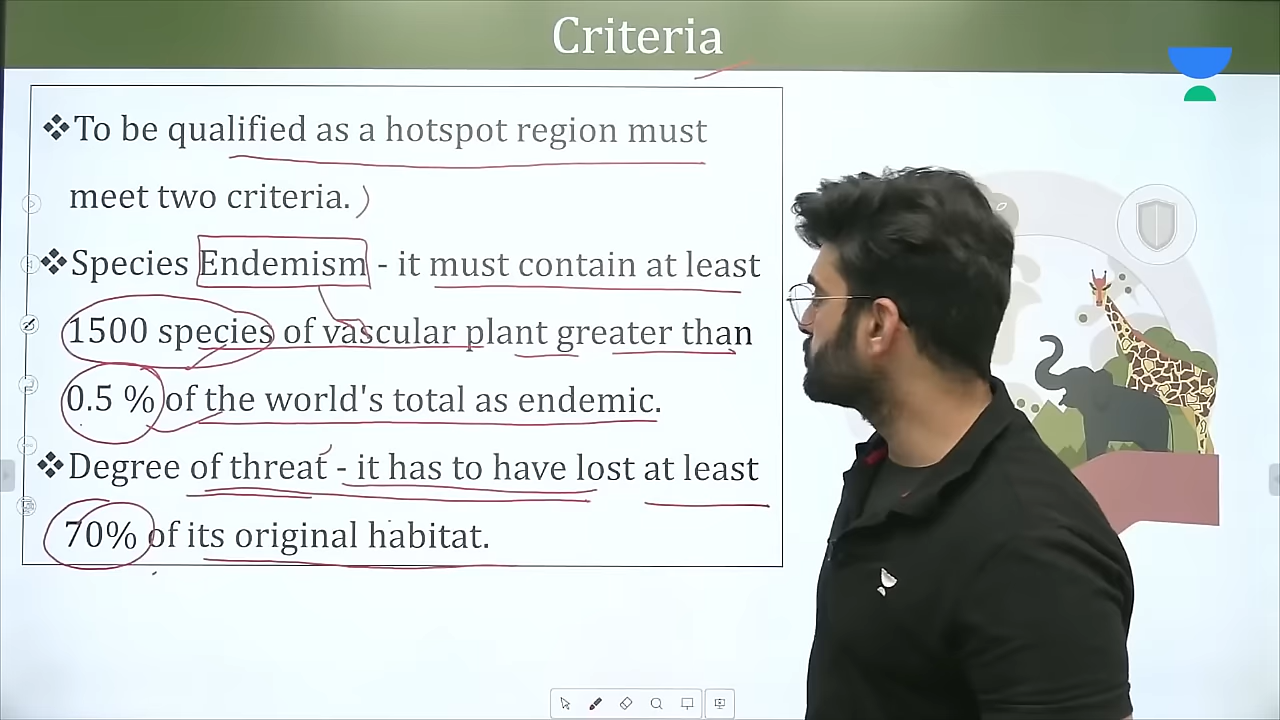 Criteria
❖To be qualified as a hotspot region must
meet two criteria.
❖Species Endemism - it must contain at least
1500 species of vascular plant greater than
0.5 % of the world's total as endemic.
❖Degree of threat - it has to have lost at least
70% of its original habitat.